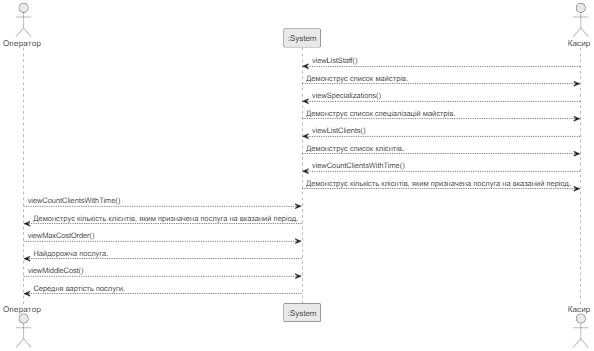 Оператор
:System
Касир
viewListStaff()
Демонструє список майстрів.
viewSpecializations()
Демонструє список спеціалізацій майстрів.
viewListClients()
Демонструє список клієнтів.
viewCountClientsWithTime()
Демонструє кількість клієнтів, яким призначена послуга на вказаний період.
viewCountClientsWithTime()
Демонструє кількість клієнтів, яким призначена послуга на вказаний період.
viewMaxCostOrder()
Найдорожча послуга.
viewMiddleCost()
Середня вартість послуги.
Оператор
:System
Касир